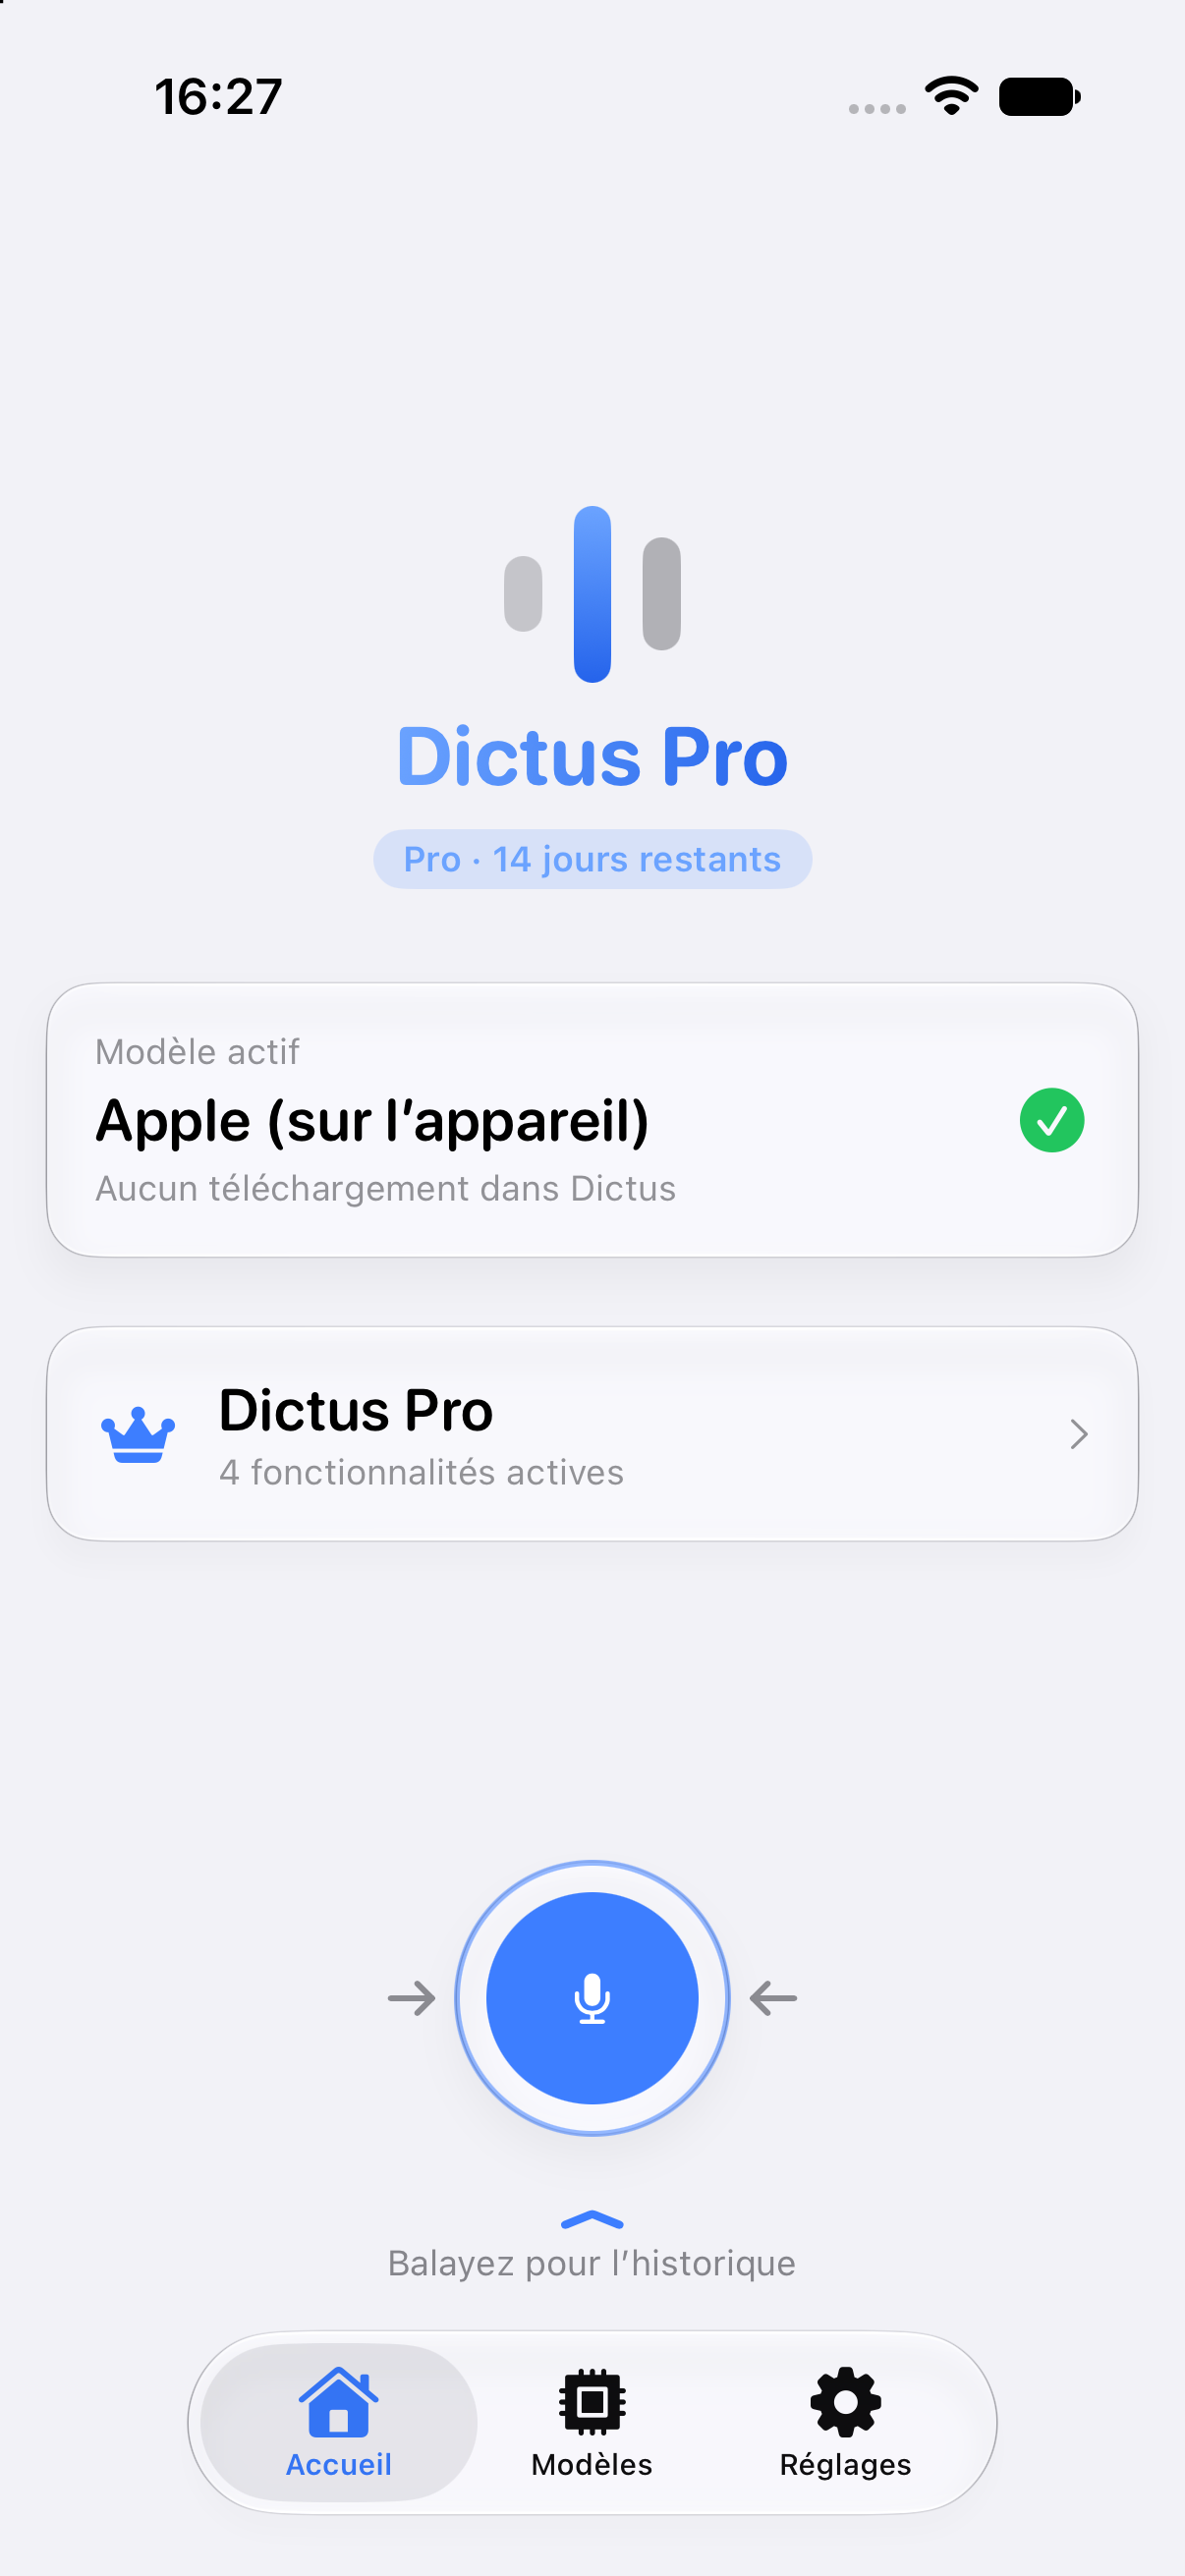 16:27
Dictus Pro
Pro · 14 jours restants
Modèle actif
Apple (sur l’appareil)
Aucun téléchargement dans Dictus
Dictus Pro
4 fonctionnalités actives
Balayez pour l’historique
Accueil
Modèles
Réglages